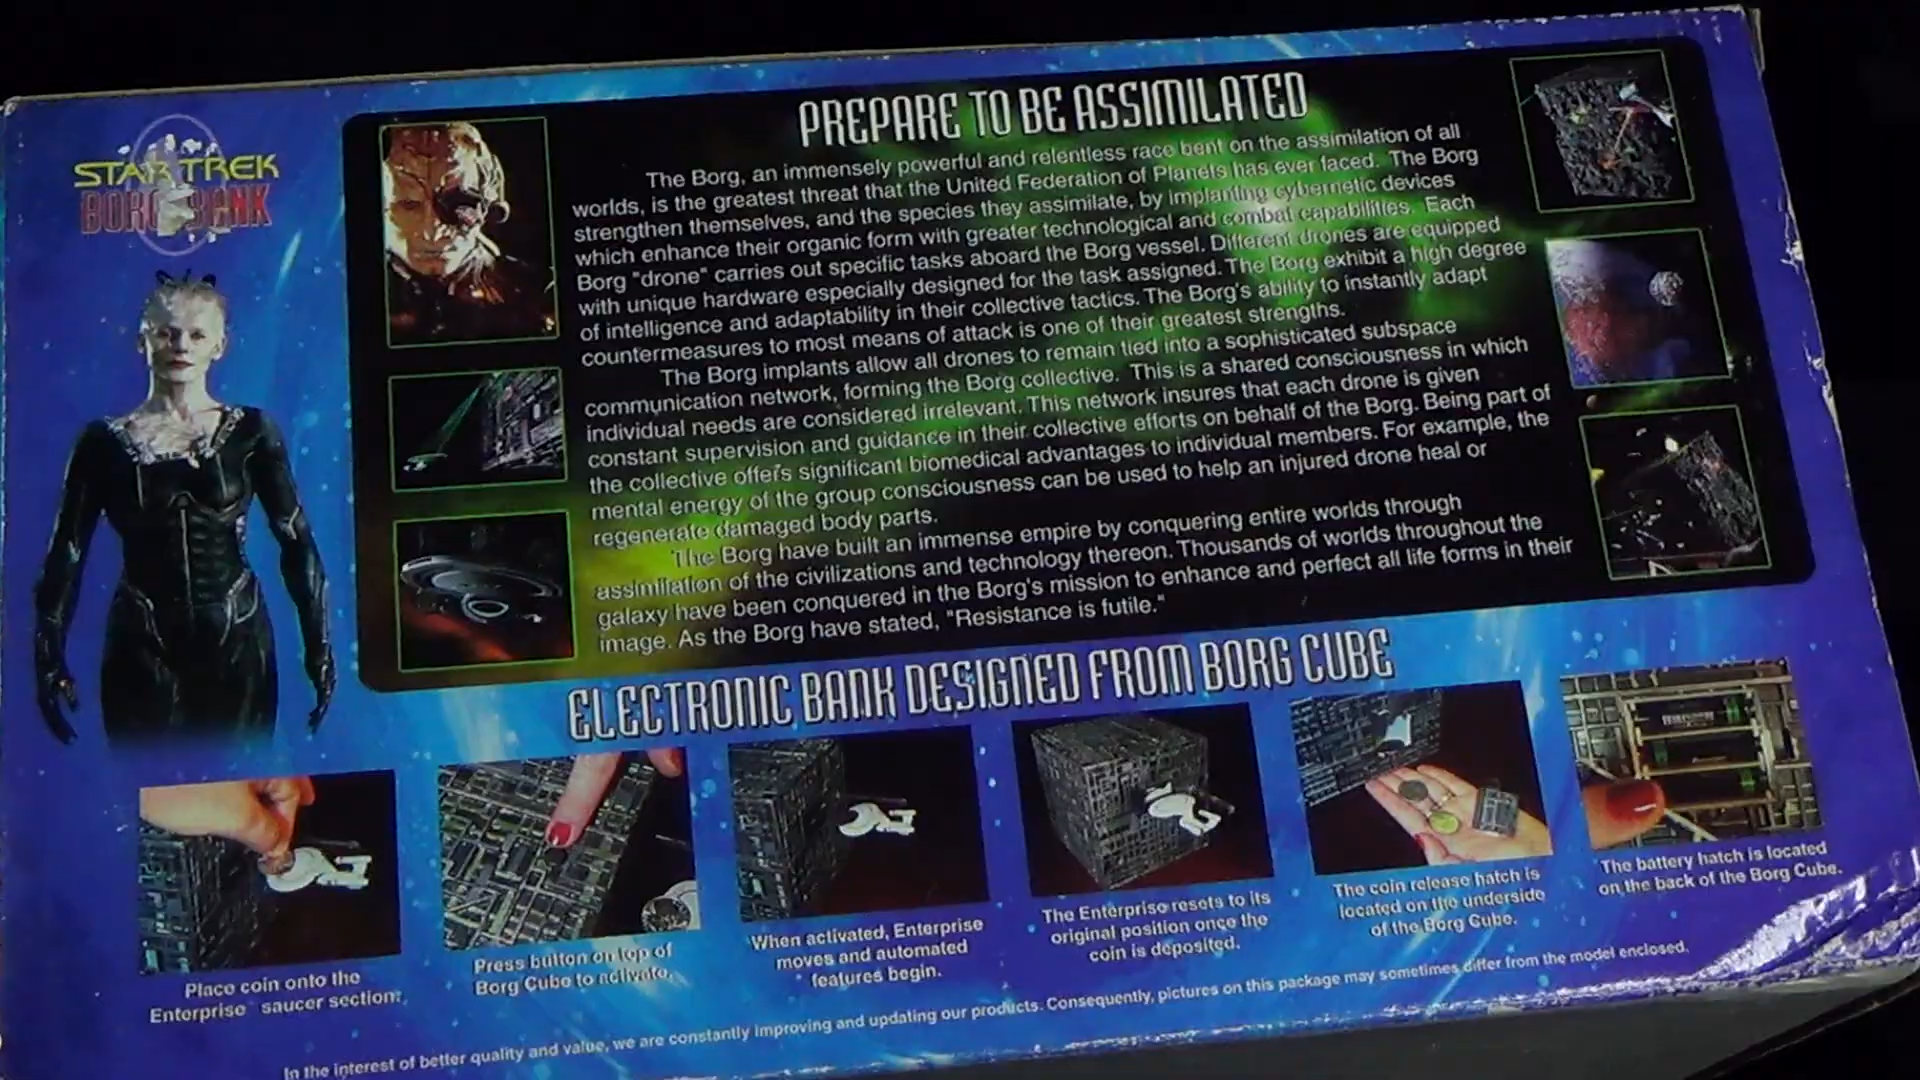 STAR TREK
BORG BANK
PREPARE TO BE ASSIMILATED
The Borg, an immensely powerful and relentless race bent on the assimilation of all
worlds, is the greatest threat that the United Federation of Planets has ever faced. The Borg
strengthen themselves, and the species they assimilate, by implanting cybernetic devices
which enhance their organic form with greater technological and combat capabilities. Each
Borg "drone" carries out specific tasks aboard the Borg vessel. Different drones are equipped
with unique hardware especially designed for the task assigned. The Borg exhibit a high degree
of intelligence and adaptability in their collective tactics. The Borg's ability to instantly adapt
countermeasures to most means of attack is one of their greatest strengths.
The Borg implants allow all drones to remain tied into a sophisticated subspace
communication network, forming the Borg collective. This is a shared consciousness in which
individual needs are considered irrelevant. This network insures that each drone is given
constant supervision and guidance in their collective efforts on behalf of the Borg. Being part of
the collective offers significant biomedical advantages to individual members. For example, the
mental energy of the group consciousness can be used to help an injured drone heal or
regenerate damaged body parts.
The Borg have built an immense empire by conquering entire worlds through
assimilation of the civilizations and technology thereon. Thousands of worlds throughout the
galaxy have been conquered in the Borg's mission to enhance and perfect all life forms in their
image. As the Borg have stated, "Resistance is futile."
ELECTRONIC BANK DESIGNED FROM BORG CUBE
Place coin onto the
Enterprise saucer section.
Press button on top of
Borg Cube to activate.
When activated, Enterprise
moves and automated
features begin.
The Enterprise resets to its
original position once the
coin is deposited.
The coin release hatch is
located on the underside
of the Borg Cube.
The battery hatch is located
on the back of the Borg Cube.
In the interest of better quality and value, we are constantly improving and updating our products. Consequently, pictures on this package may sometimes differ from the model enclosed.